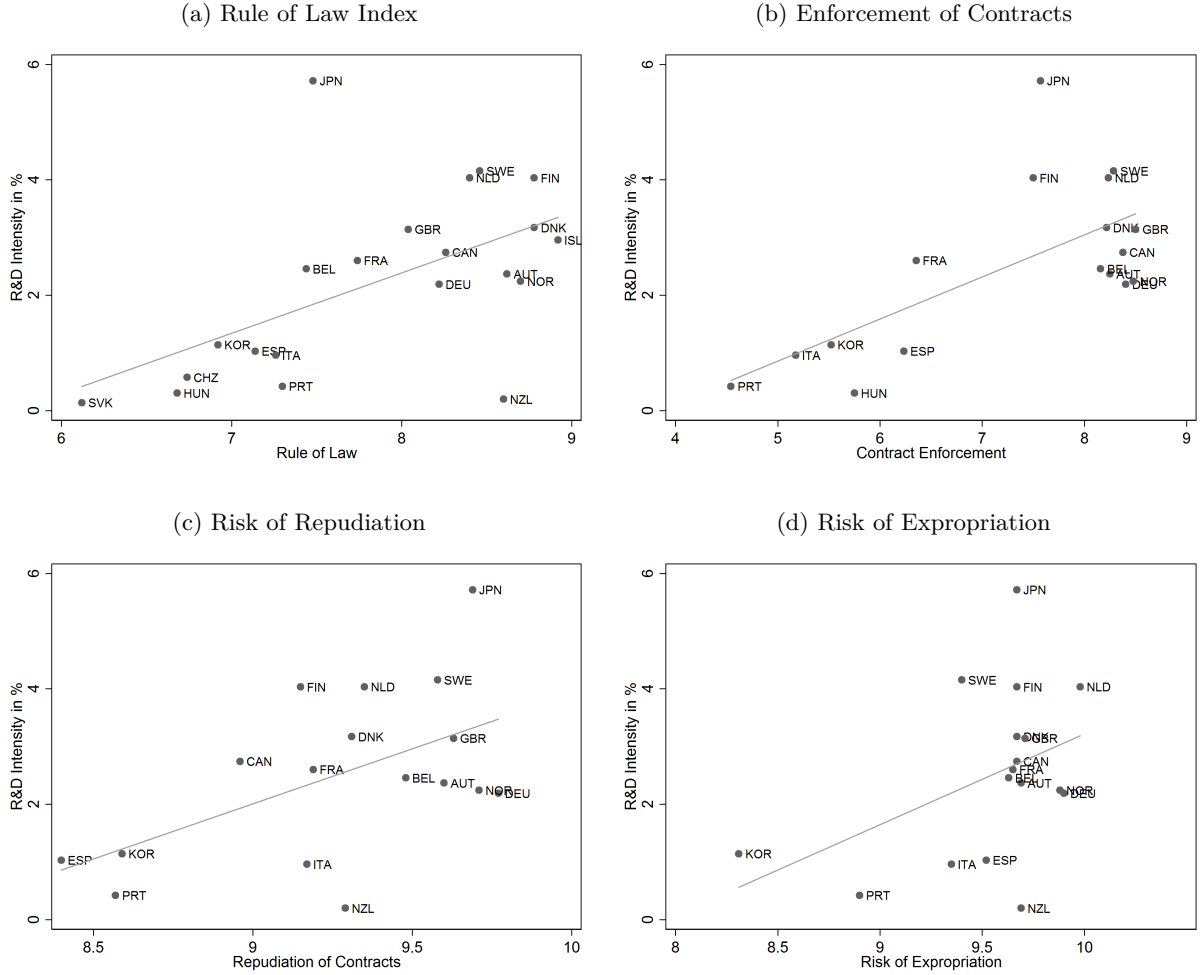 (a) Rule of Law Index
R&D Intensity in %
6
4
2
0
JPN
SWE
NLD
FIN
GBR
DNK
ISL
CAN
FRA
BEL
AUT
NOR
DEU
KOR
ESP
ITA
CHZ
HUN
PRT
NZL
SVK
6 7 8 9
Rule of Law
(b) Enforcement of Contracts
R&D Intensity in %
6
4
2
0
JPN
SWE
FIN
NLD
DNK
GBR
CAN
FRA
BEL
AUT
NOR
DEU
KOR
ESP
ITA
PRT
HUN
4 5 6 7 8 9
Contract Enforcement
(c) Risk of Repudiation
R&D Intensity in %
6
4
2
0
JPN
SWE
FIN
NLD
DNK
GBR
CAN
FRA
BEL
AUT
NOR
DEU
KOR
ESP
ITA
PRT
NZL
8.5 9 9.5 10
Repudiation of Contracts
(d) Risk of Expropriation
R&D Intensity in %
6
4
2
0
JPN
SWE
FIN
NLD
DNK
GBR
CAN
FRA
BEL
AUT
NOR
DEU
KOR
ESP
ITA
PRT
NZL
8 8.5 9 9.5 10
Risk of Expropriation